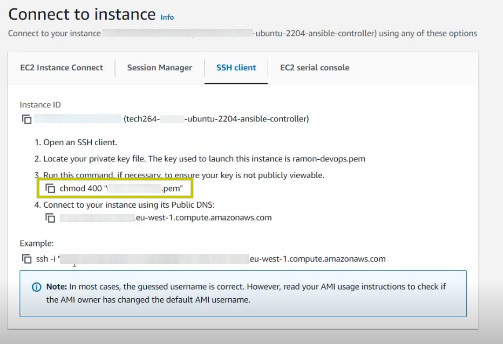 Connect to instance Info
Connect to your instance -ubuntu-2204-ansible-controller) using any of these options
EC2 Instance Connect Session Manager SSH client EC2 serial console
Instance ID
(tech264- -ubuntu-2204-ansible-controller)
1. Open an SSH client.
2. Locate your private key file. The key used to launch this instance is ramon-devops.pem
3. Run this command, if necessary, to ensure your key is not publicly viewable.
chmod 400 " .pem"
4. Connect to your instance using its Public DNS:
.eu-west-1.compute.amazonaws.com
Example:
ssh -i " eu-west-1.compute.amazonaws.com
Note: In most cases, the guessed username is correct. However, read your AMI usage instructions to check if
the AMI owner has changed the default AMI username.